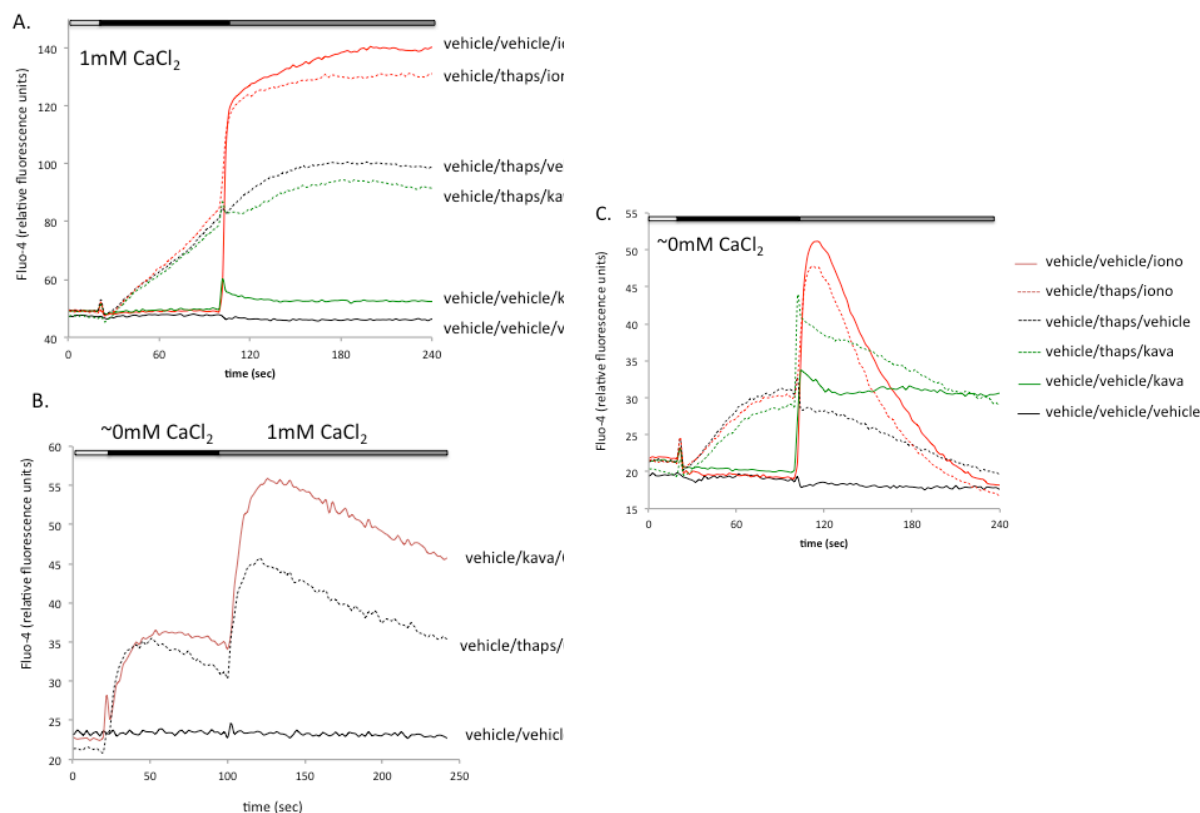 A.
1mM CaCl2
Fluo-4 (relative fluorescence units)
140
120
100
80
60
40
0
60
120
180
240
time (sec)
vehicle/vehicle/i
vehicle/thaps/ior
vehicle/thaps/ve
vehicle/thaps/ka
vehicle/vehicle/k
vehicle/vehicle/v
B.
~0mM CaCl2
1mM CaCl2
Fluo-4 (relative fluorescence units)
60
55
50
45
40
35
30
25
20
0
50
100
150
200
250
time (sec)
vehicle/kava/
vehicle/thaps/
vehicle/vehicl
C.
~0mM CaCl2
Fluo-4 (relative fluorescence units)
55
50
45
40
35
30
25
20
15
0
60
120
180
240
time (sec)
vehicle/vehicle/iono
vehicle/thaps/iono
vehicle/thaps/vehicle
vehicle/thaps/kava
vehicle/vehicle/kava
vehicle/vehicle/vehicle